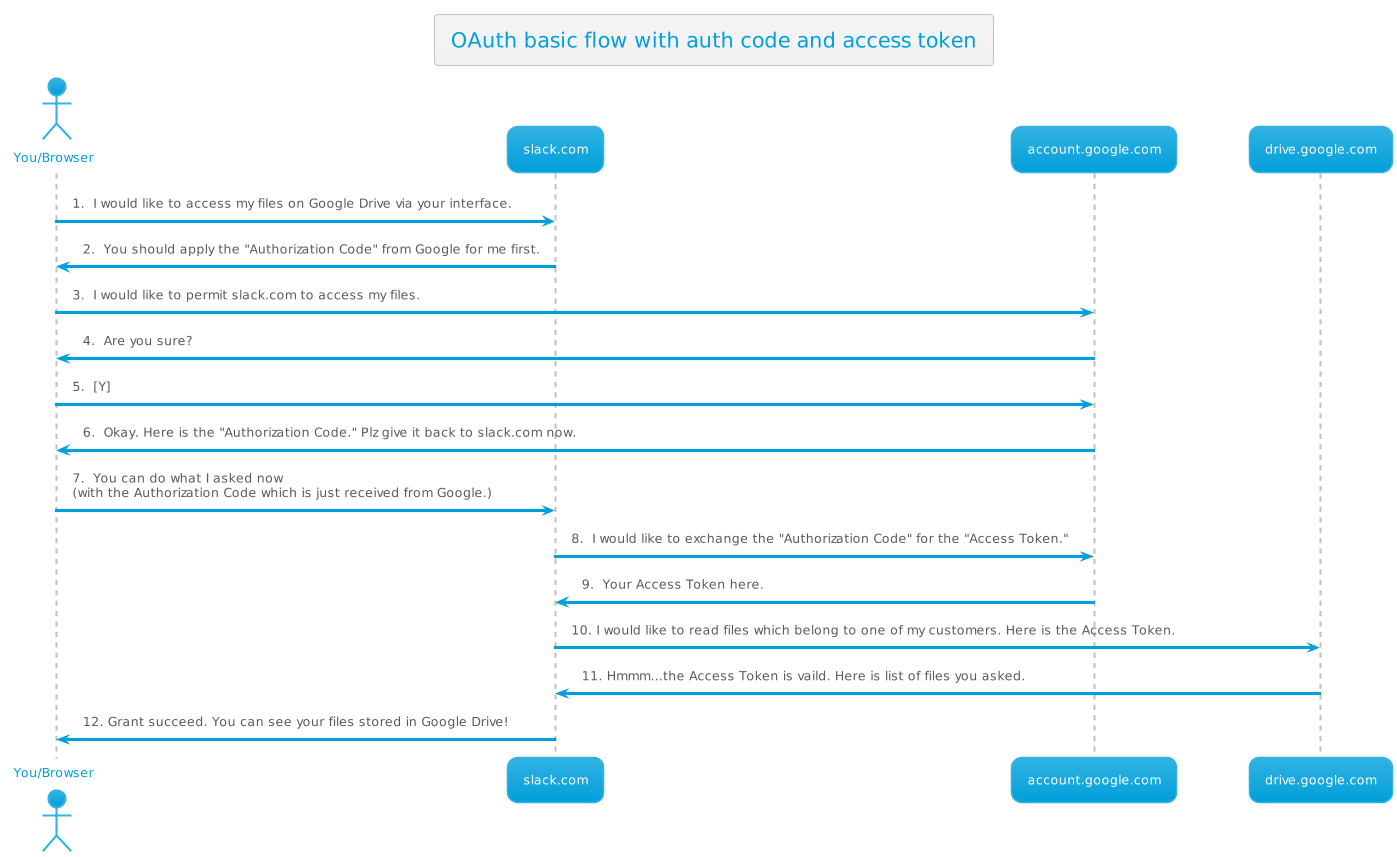 OAuth basic flow with auth code and access token
You/Browser
slack.com
account.google.com
drive.google.com
1. I would like to access my files on Google Drive via your interface.
2. You should apply the "Authorization Code" from Google for me first.
3. I would like to permit slack.com to access my files.
4. Are you sure?
5. [Y]
6. Okay. Here is the "Authorization Code." Plz give it back to slack.com now.
7. You can do what I asked now
(with the Authorization Code which is just received from Google.)
8. I would like to exchange the "Authorization Code" for the "Access Token."
9. Your Access Token here.
10. I would like to read files which belong to one of my customers. Here is the Access Token.
11. Hmmm...the Access Token is vaild. Here is list of files you asked.
12. Grant succeed. You can see your files stored in Google Drive!
You/Browser
slack.com
account.google.com
drive.google.com